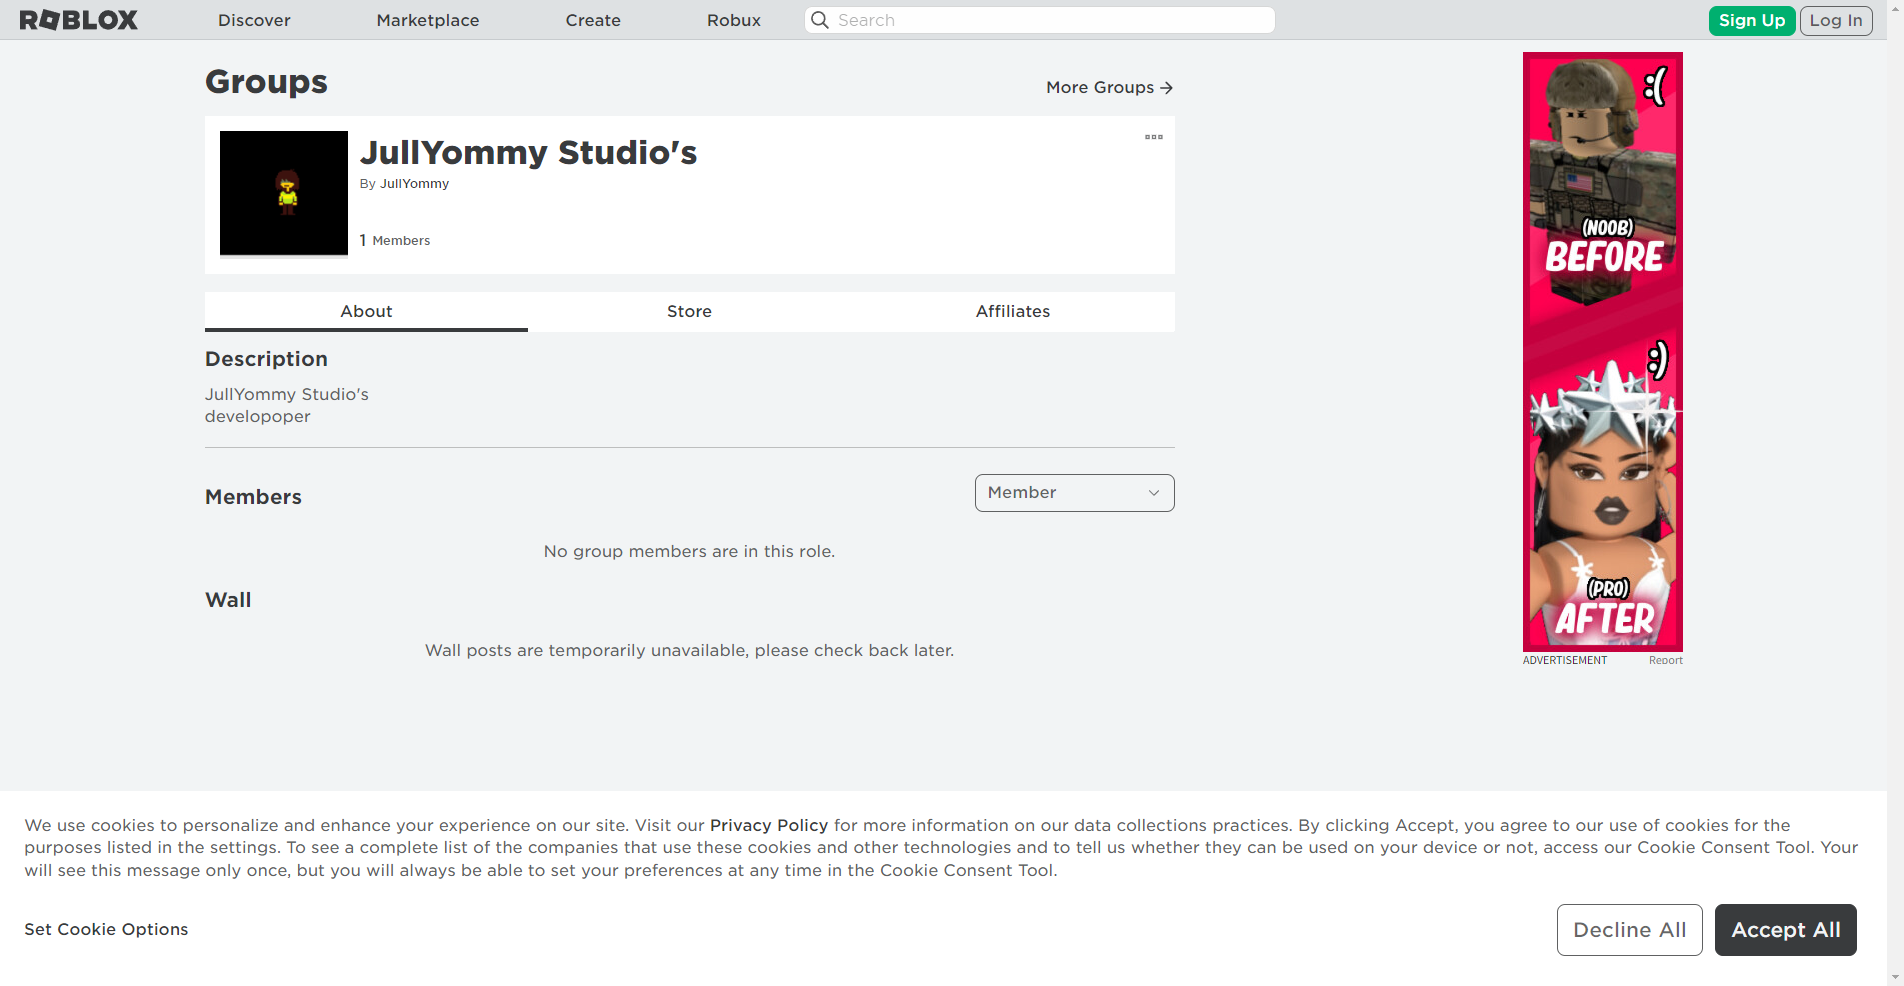 ROBLOX
Discover
Marketplace
Create
Robux
Search
Sign Up
Log In
Groups
More Groups
JullYommy Studio's
By JullYommy
1 Members
About
Store
Affiliates
Description
JullYommy Studio's
developoper
Members
Member
No group members are in this role.
Wall
Wall posts are temporarily unavailable, please check back later.
:(
(NOOB)
BEFORE
:)
(PRO)
AFTER
ADVERTISEMENT
Report
We use cookies to personalize and enhance your experience on our site. Visit our Privacy Policy for more information on our data collections practices. By clicking Accept, you agree to our use of cookies for the
purposes listed in the settings. To see a complete list of the companies that use these cookies and other technologies and to tell us whether they can be used on your device or not, access our Cookie Consent Tool. Your
will see this message only once, but you will always be able to set your preferences at any time in the Cookie Consent Tool.
Set Cookie Options
Decline All
Accept All